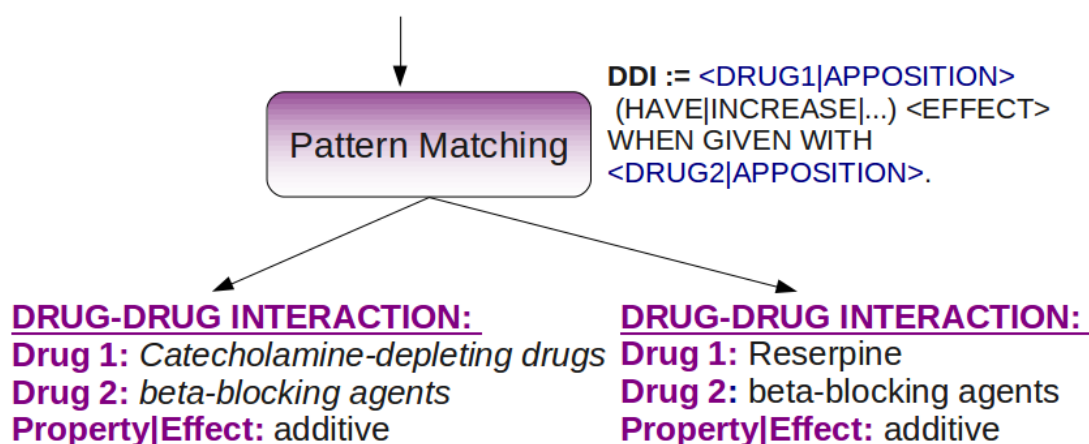 DDI := <DRUG1|APPOSITION>
(HAVE|INCREASE|...) <EFFECT>
WHEN GIVEN WITH
<DRUG2|APPOSITION>.
Pattern Matching
DRUG-DRUG INTERACTION:
Drug 1: Catecholamine-depleting drugs
Drug 2: beta-blocking agents
Property|Effect: additive
DRUG-DRUG INTERACTION:
Drug 1: Reserpine
Drug 2: beta-blocking agents
Property|Effect: additive